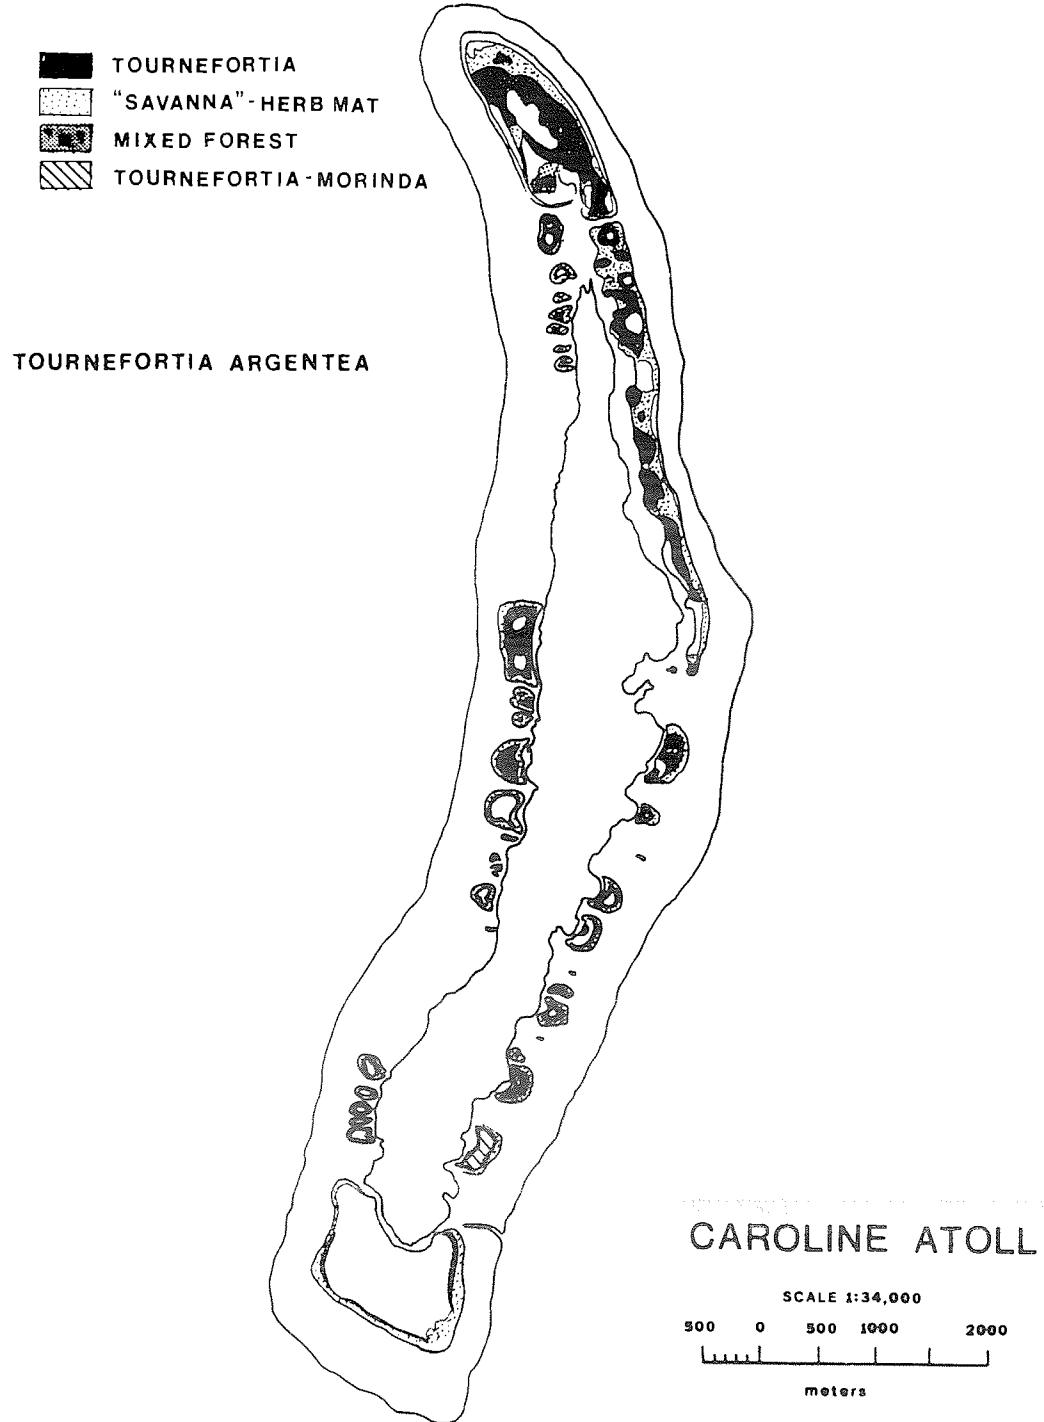 TOURNEFORTIA
"SAVANNA"-HERB MAT
MIXED FOREST
TOURNEFORTIA-MORINDA
TOURNEFORTIA ARGENTEA
CAROLINE ATOLL
SCALE 1:34,000
500 0 500 1000 2000
meters